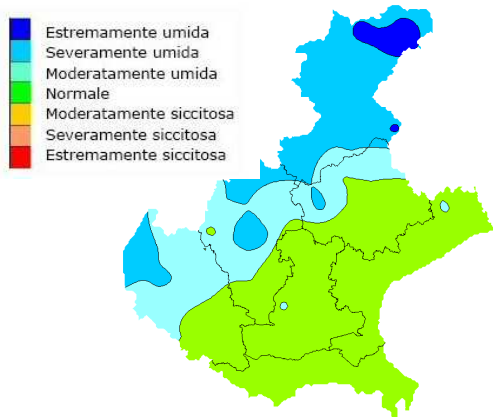 Estremamente umida
Severamente umida
Moderatamente umida
Normale
Moderatamente siccitosa
Severamente siccitosa
Estremamente siccitosa